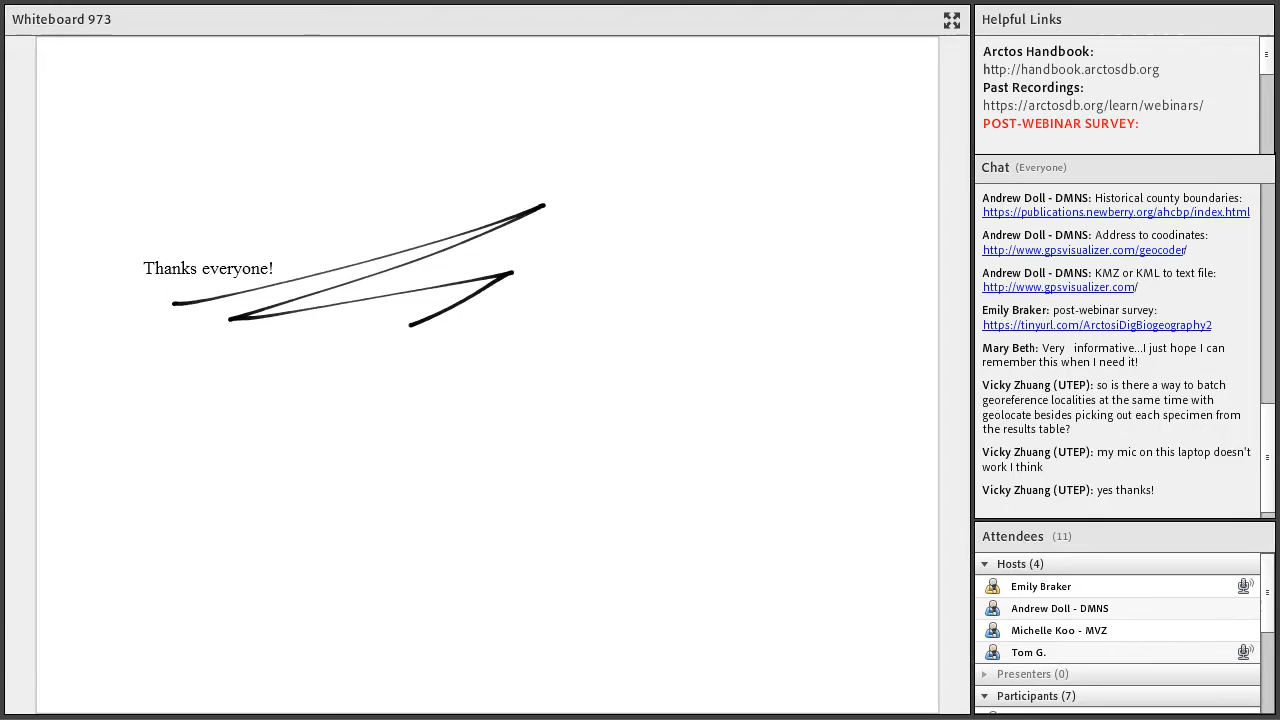 Whiteboard 973
Thanks everyone!
Helpful Links
Arctos Handbook:
http://handbook.arctosdb.org
Past Recordings:
https://arctosdb.org/learn/webinars/
POST-WEBINAR SURVEY:
Chat (Everyone)
Andrew Doll - DMNS: Historical county boundaries:
https://publications.newberry.org/ahcbp/index.html
Andrew Doll - DMNS: Address to coodinates:
http://www.gpsvisualizer.com/geocoder/
Andrew Doll - DMNS: KMZ or KML to text file:
http://www.gpsvisualizer.com/
Emily Braker: post-webinar survey:
https://tinyurl.com/ArctosiDigBiogeography2
Mary Beth: Very informative...I just hope I can
remember this when I need it!
Vicky Zhuang (UTEP): so is there a way to batch
georeference localities at the same time with
geolocate besides picking out each specimen from
the results table?
Vicky Zhuang (UTEP): my mic on this laptop doesn't
work I think
Vicky Zhuang (UTEP): yes thanks!
Attendees (11)
Hosts (4)
Emily Braker
Andrew Doll - DMNS
Michelle Koo - MVZ
Tom G.
Presenters (0)
Participants (7)